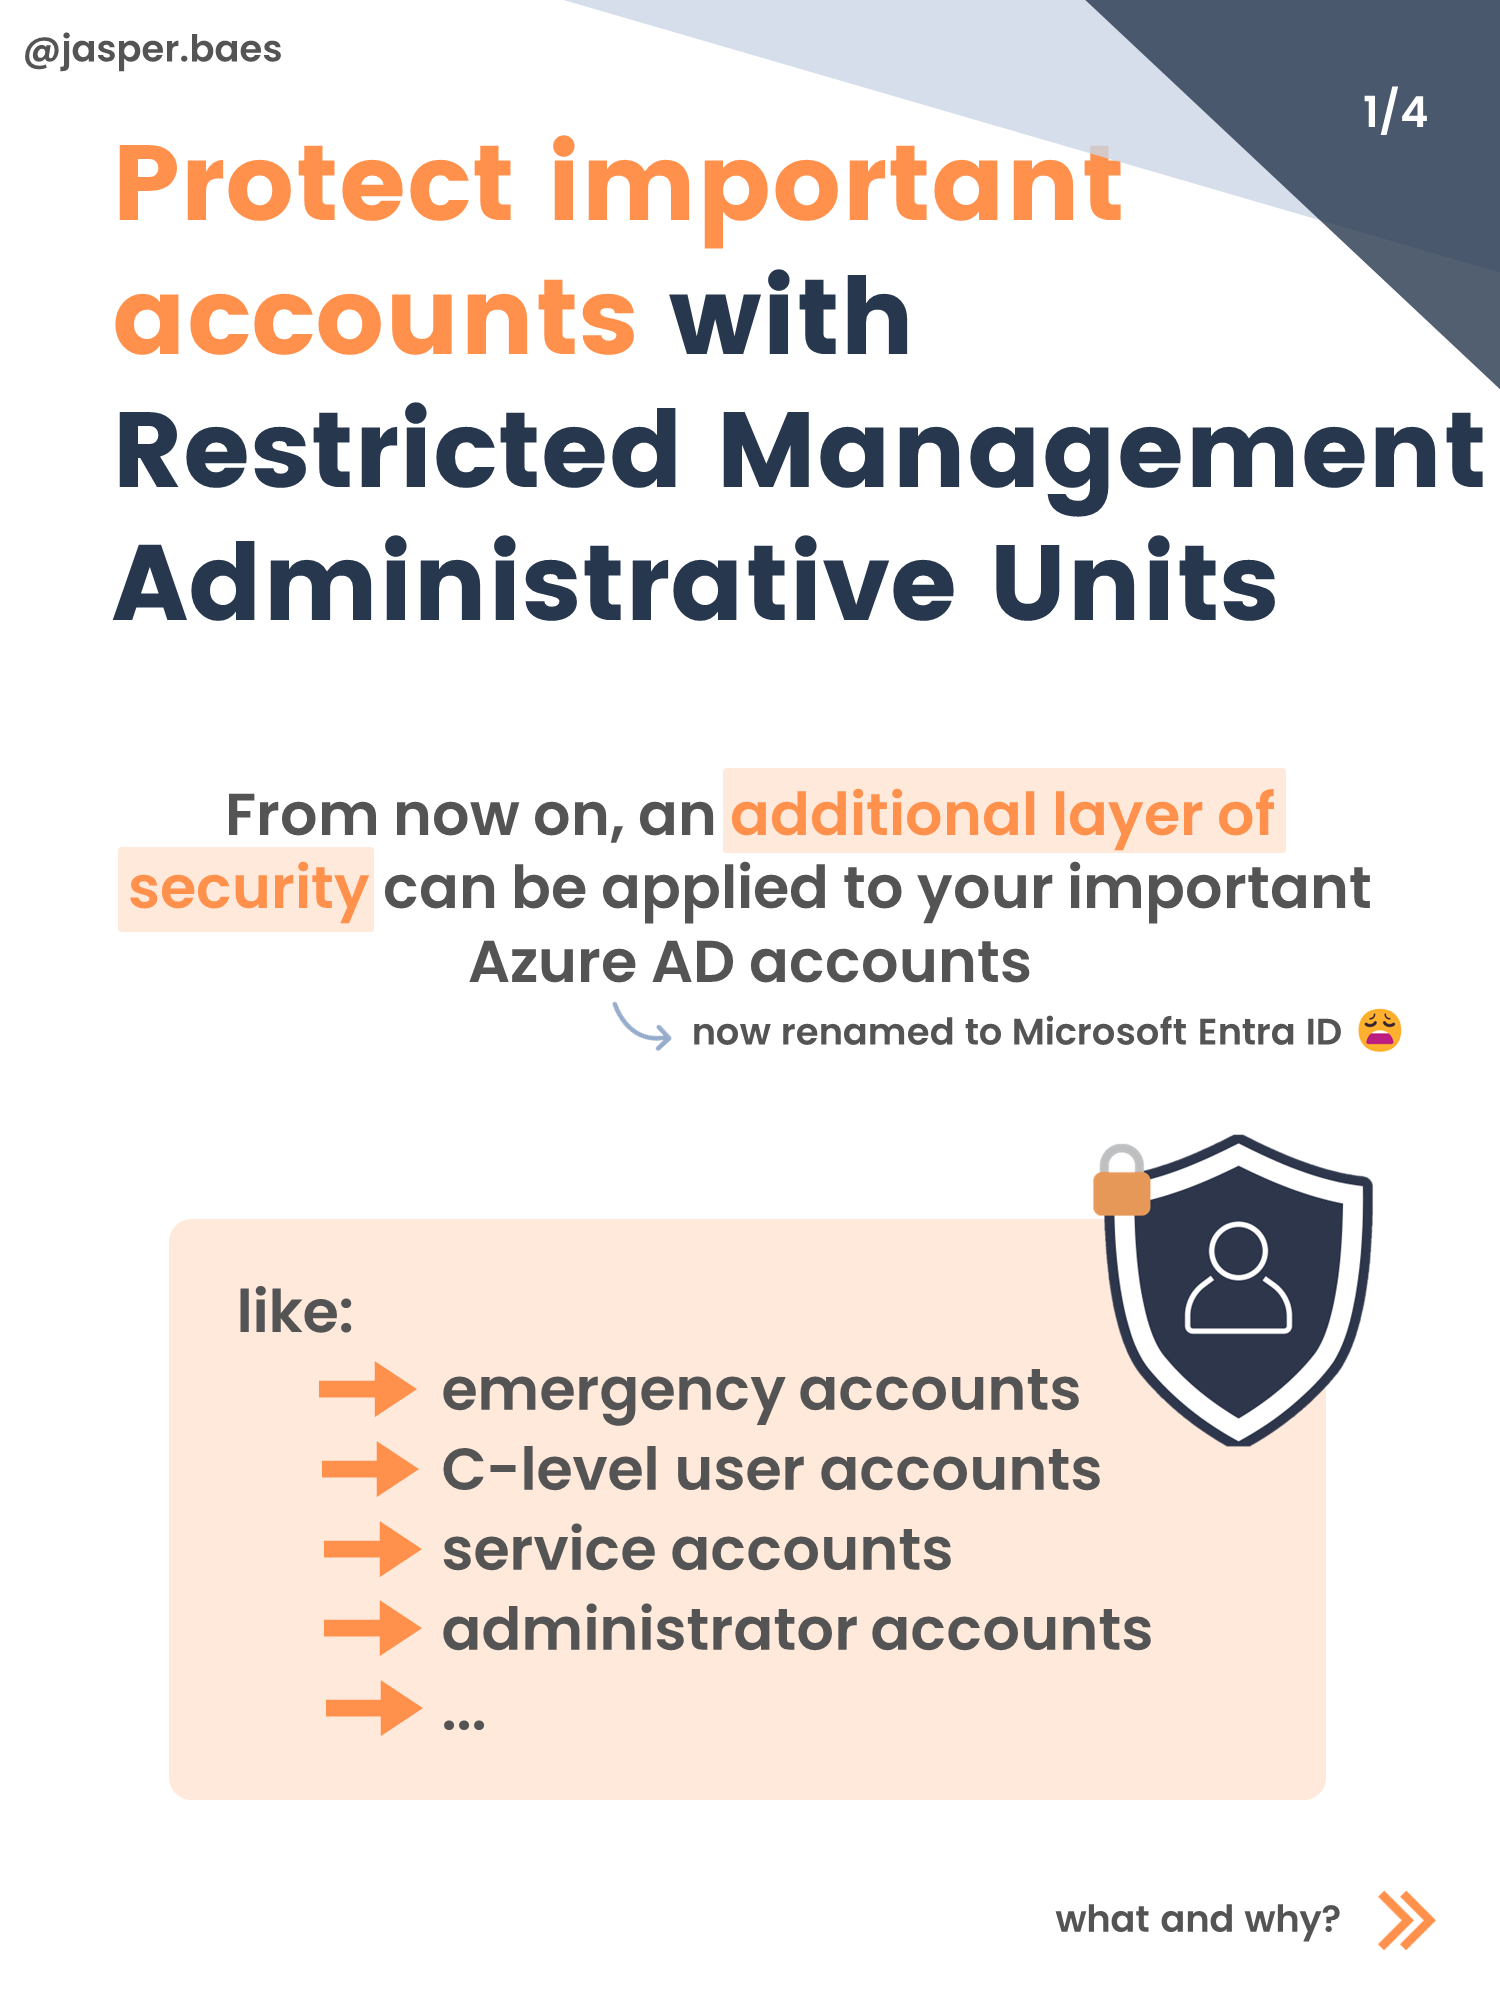 @jasper.baes
1/4
Protect important
accounts with
Restricted Management
Administrative Units
From now on, an additional layer of
security can be applied to your important
Azure AD accounts
now renamed to Microsoft Entra ID 😩
like:
emergency accounts
C-level user accounts
service accounts
administrator accounts
...
what and why?